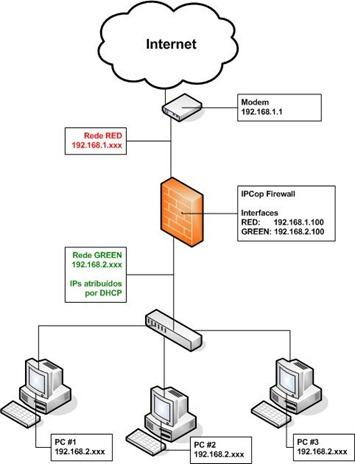 Internet
Modem
192.168.1.1
Rede RED
192.168.1.xxx
IPCop Firewall
Interfaces
RED: 192.168.1.100
GREEN: 192.168.2.100
Rede GREEN
192.168.2.xxx
IPs atribuídos
por DHCP
PC #1
192.168.2.xxx
PC #2
192.168.2.xxx
PC #3
192.168.2.xxx